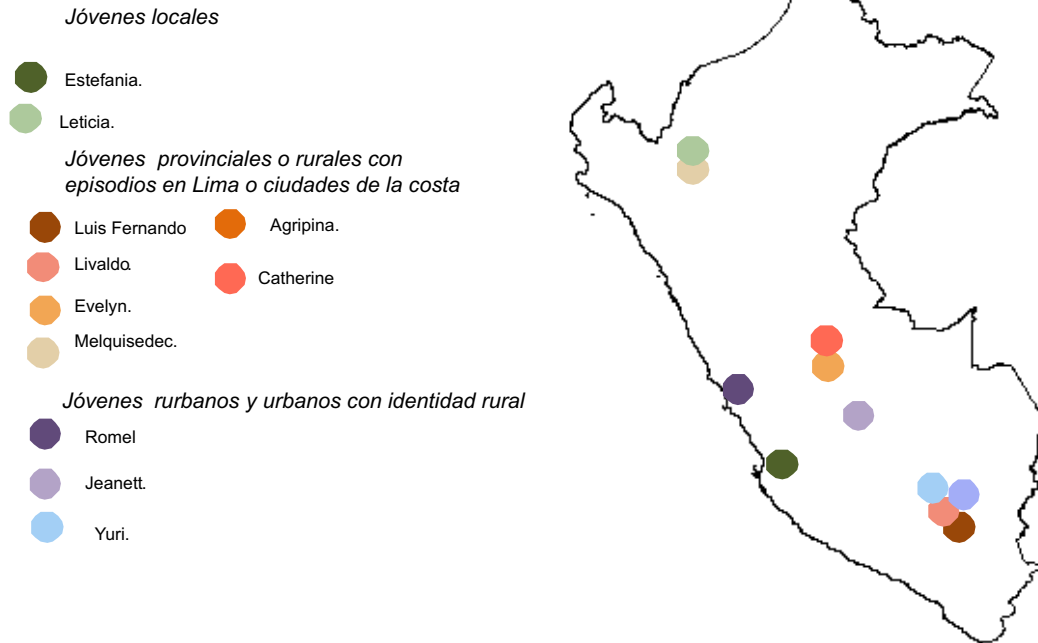 Jóvenes locales
Estefania.
Leticia.
Jóvenes provinciales o rurales con
episodios en Lima o ciudades de la costa
Luis Fernando
Agripina.
Livaldo.
Catherine
Evelyn.
Melquisedec.
Jóvenes rurbanos y urbanos con identidad rural
Romel
Jeanett.
Yuri.